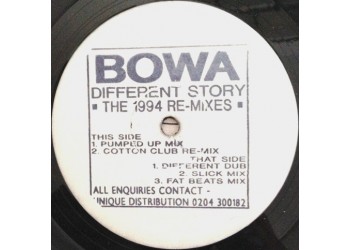 BOWA
DIFFERENT STORY
▪ THE 1994 RE-MIXES ▪
THIS SIDE
1. PUMPED UP MIX
2. COTTON CLUB RE-MIX
THAT SIDE
1. DIFFERENT DUB
2. SLICK MIX
3. FAT BEATS MIX
ALL ENQUIRIES CONTACT -
UNIQUE DISTRIBUTION 0204 300182